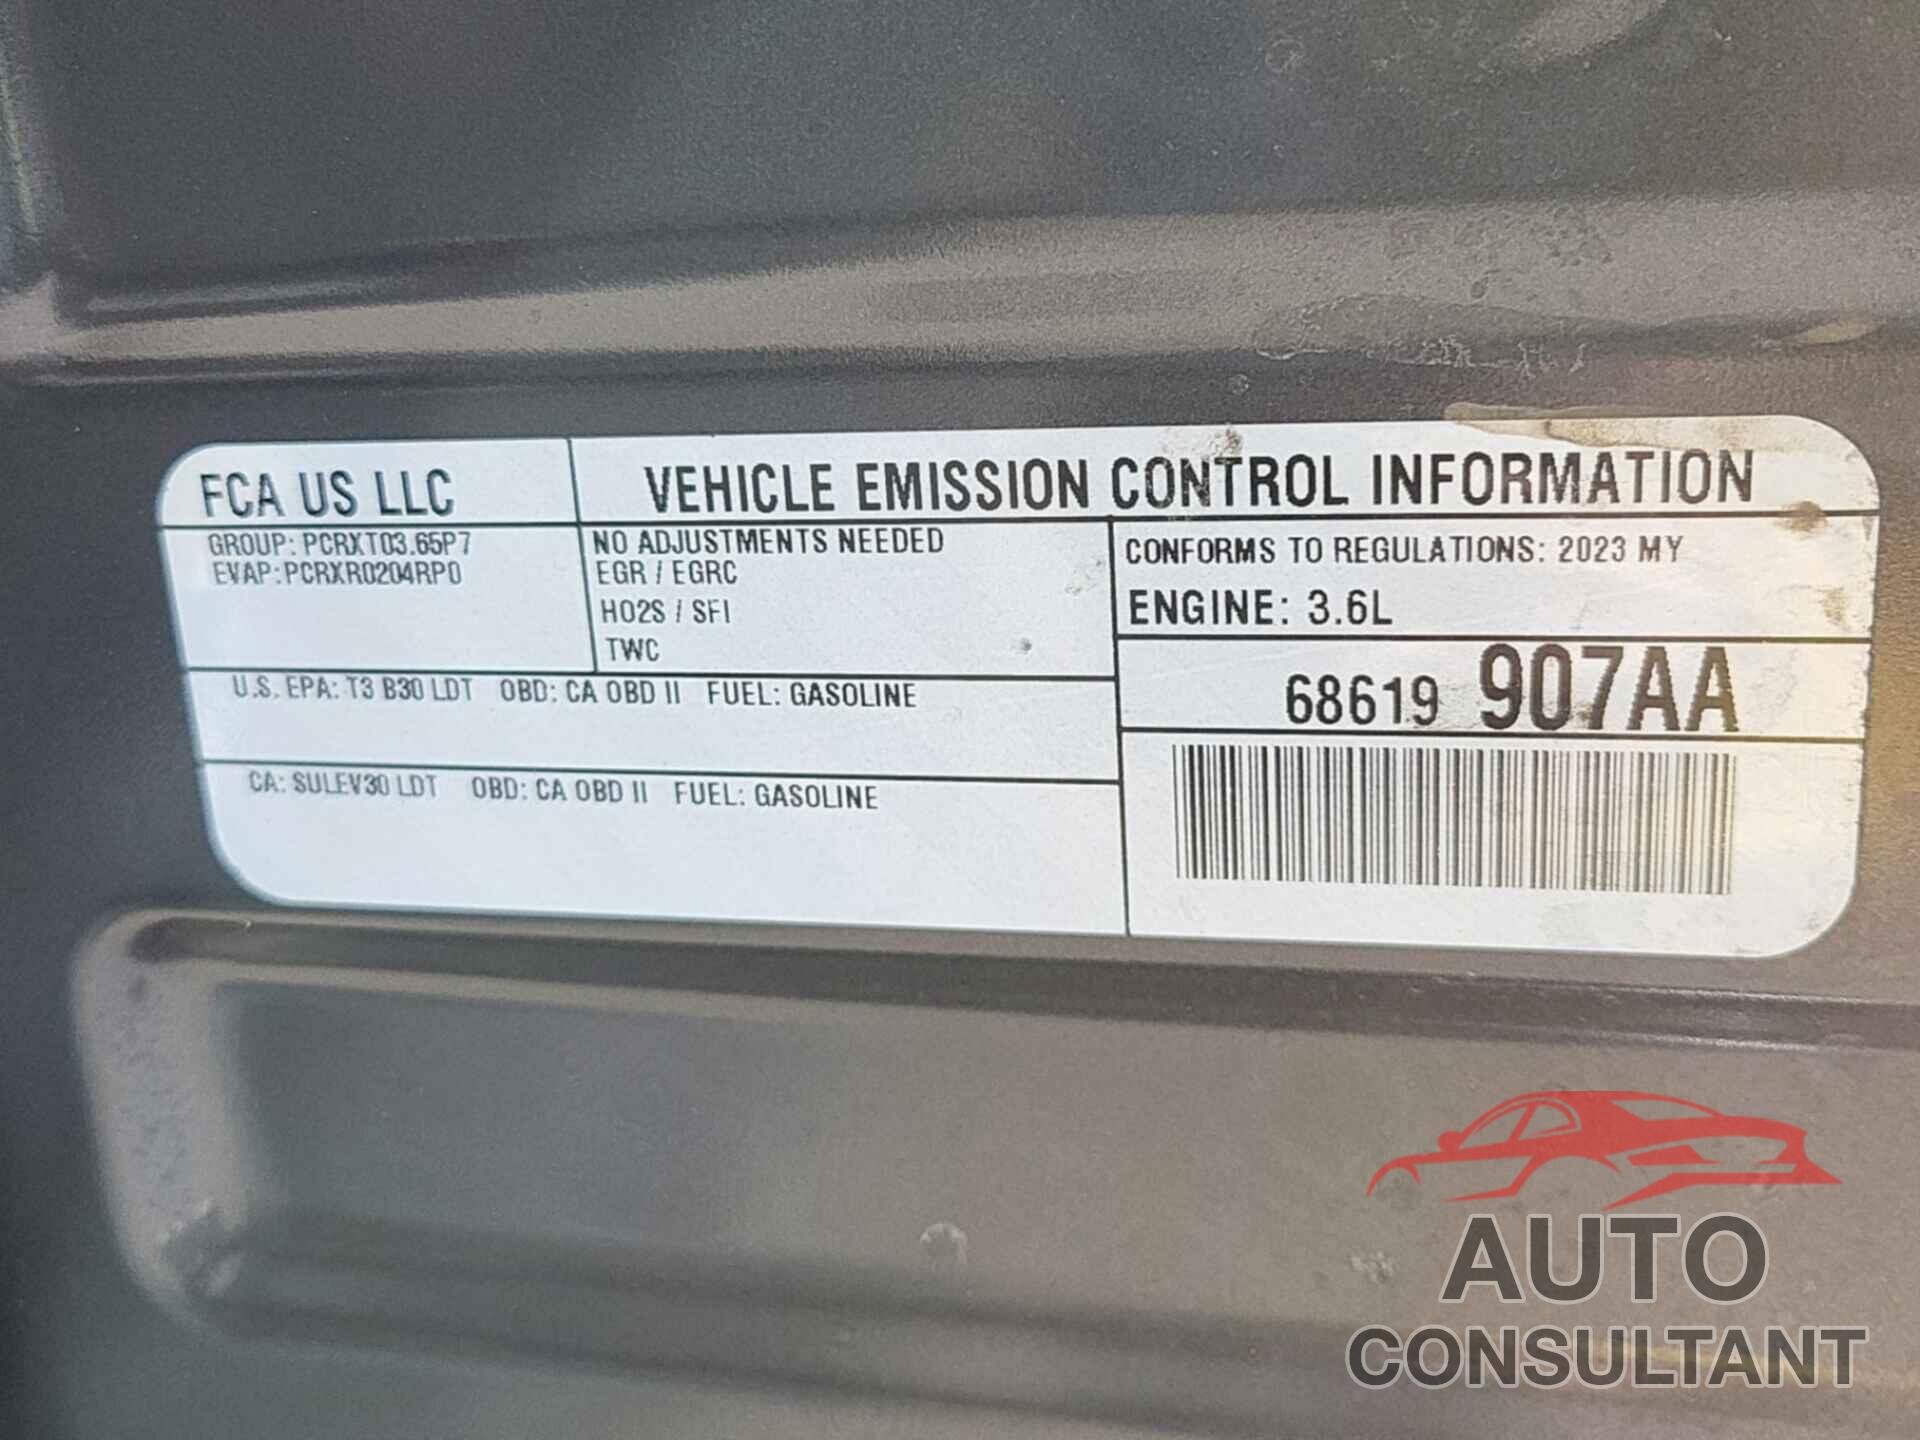 FCA US LLC
VEHICLE EMISSION CONTROL INFORMATION
GROUP: PCRXT03.65P7
EVAP:PCRXR0204RP0
NO ADJUSTMENTS NEEDED
EGR / EGRC
HO2S / SFI
TWC
CONFORMS TO REGULATIONS: 2023 MY
ENGINE: 3.6L
68619 907AA
U.S. EPA: T3 B30 LDT OBD: CA OBD II FUEL: GASOLINE
CA: SULEV30 LDT OBD: CA OBD II FUEL: GASOLINE
AUTO
CONSULTANT